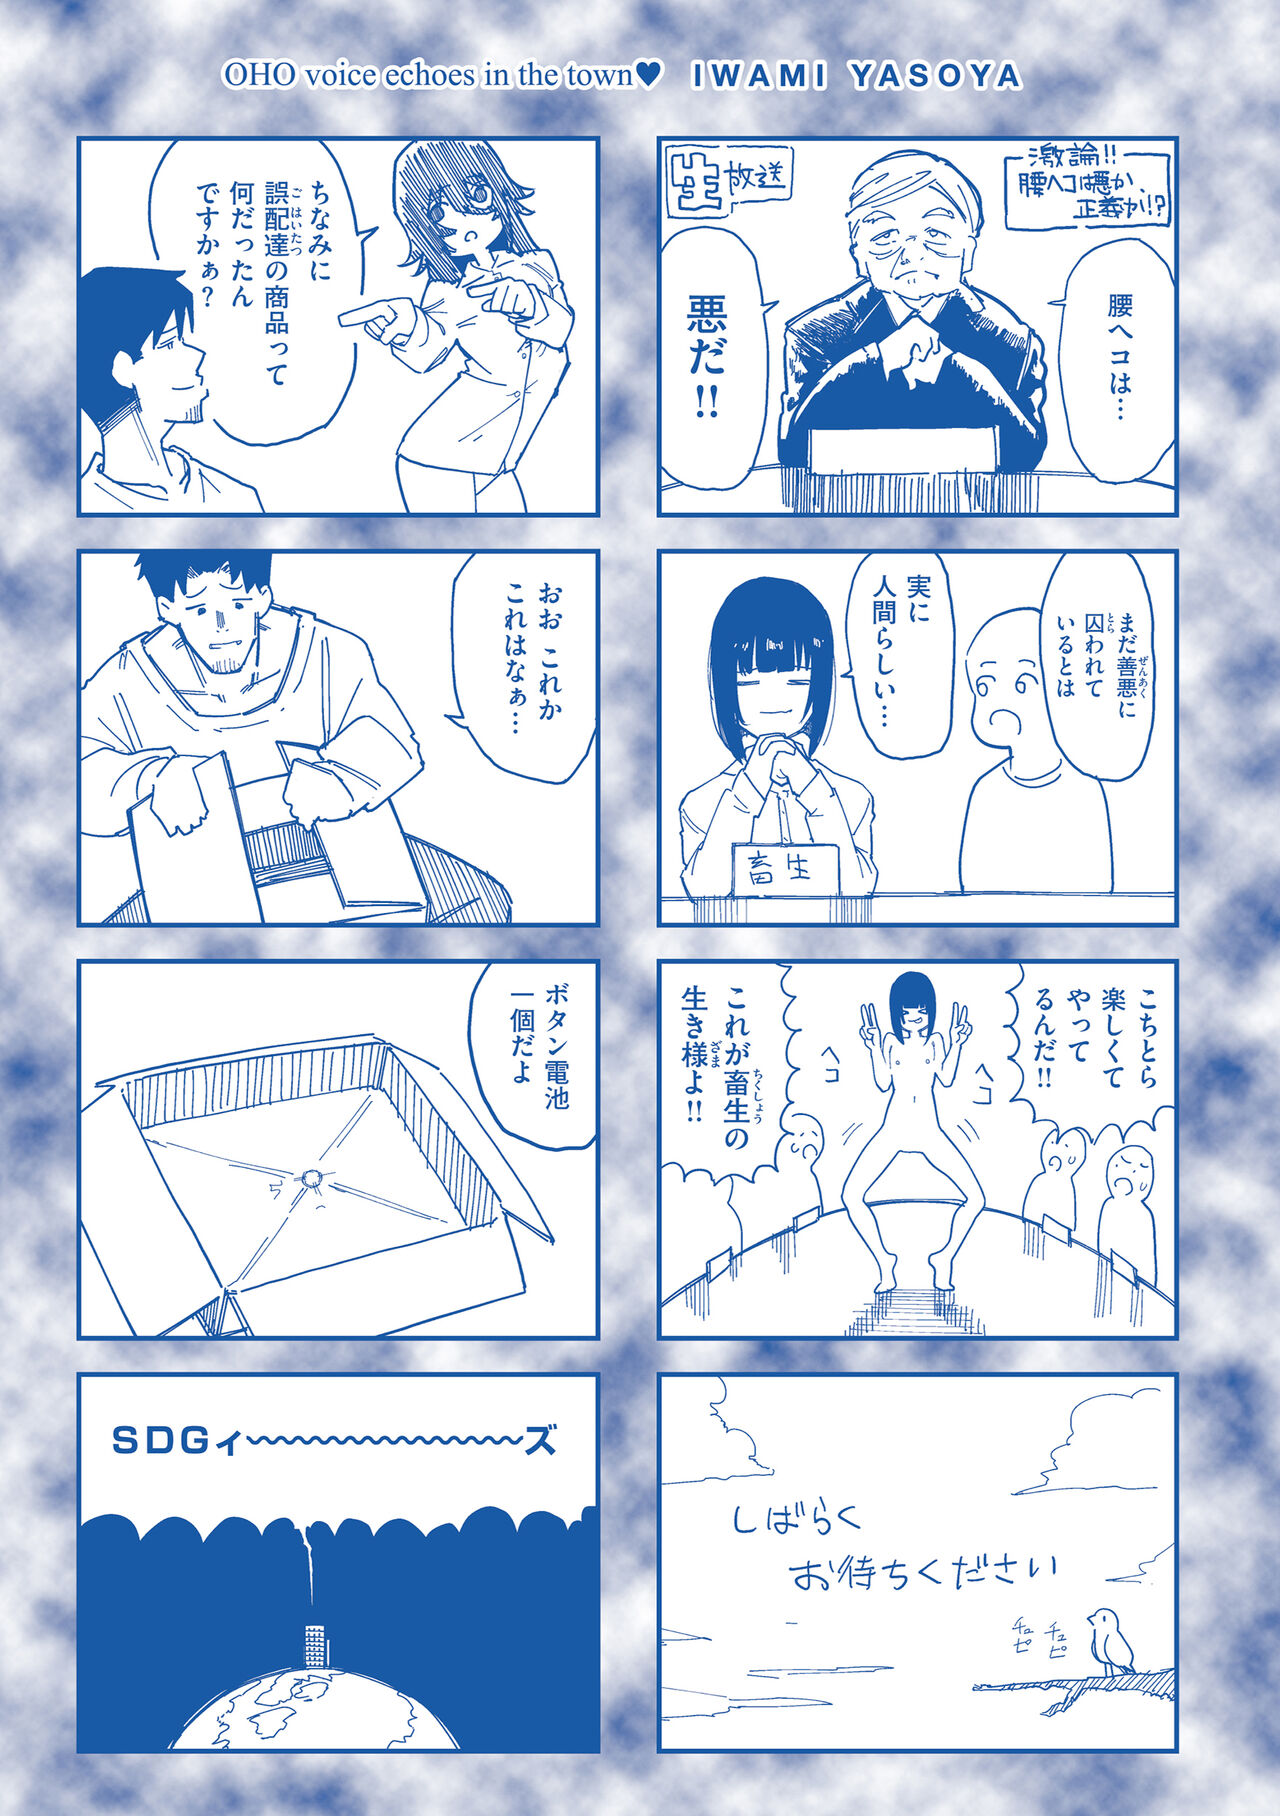 OHO voice echoes in the town♥ IWAMI YASOYA
生放送
激論!!
腰ヘコは悪か、
正義か!?
腰ヘコは…
悪だ!!
まだ善悪に
囚われて
いるとは
実に
人間らしい…
畜生
こちとら
楽しくて
やって
るんだ!!
これが畜生の
生き様よ!!
ヘコ
ヘコ
しばらく
お待ちください
チュピ
チュピ
ちなみに
誤配達の商品って
何だったん
ですかぁ?
おお これか
これはなぁ…
ボタン電池
一個だよ
SDGィ〜〜〜〜〜〜〜〜〜〜〜〜〜ズ